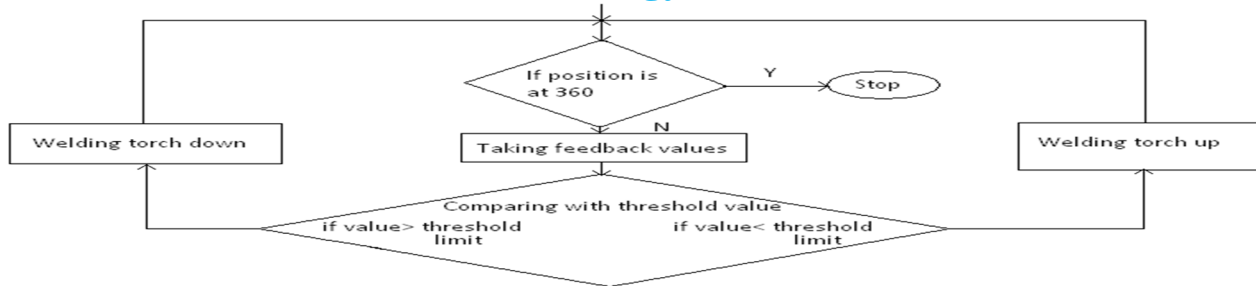 If position is
at 360
Y
Stop
N
Welding torch down
Taking feedback values
Welding torch up
Comparing with threshold value
if value> threshold
limit
if value< threshold
limit